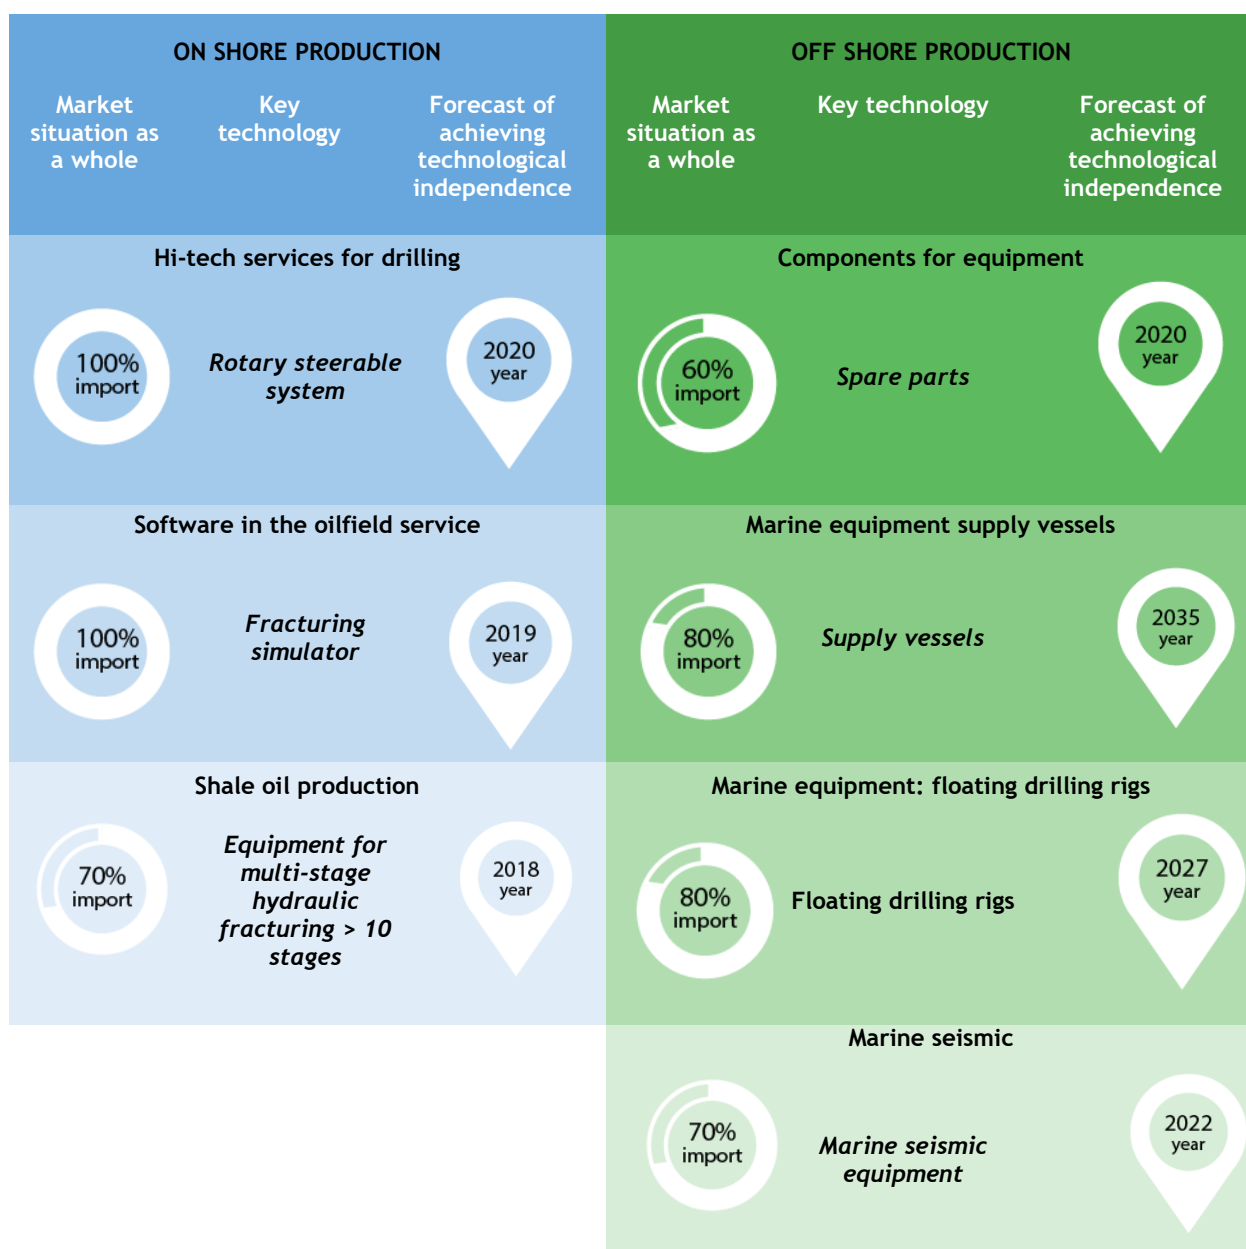 ON SHORE PRODUCTION
Market
situation as
a whole
Key
technology
Forecast of
achieving
technological
independence
Hi-tech services for drilling
100%
import
Rotary steerable
system
2020
year
Software in the oilfield service
100%
import
Fracturing
simulator
2019
year
Shale oil production
70%
import
Equipment for
multi-stage
hydraulic
fracturing > 10
stages
2018
year
OFF SHORE PRODUCTION
Market
situation as
a whole
Key technology
Forecast of
achieving
technological
independence
Components for equipment
60%
import
Spare parts
2020
year
Marine equipment supply vessels
80%
import
Supply vessels
2035
year
Marine equipment: floating drilling rigs
80%
import
Floating drilling rigs
2027
year
Marine seismic
70%
import
Marine seismic
equipment
2022
year